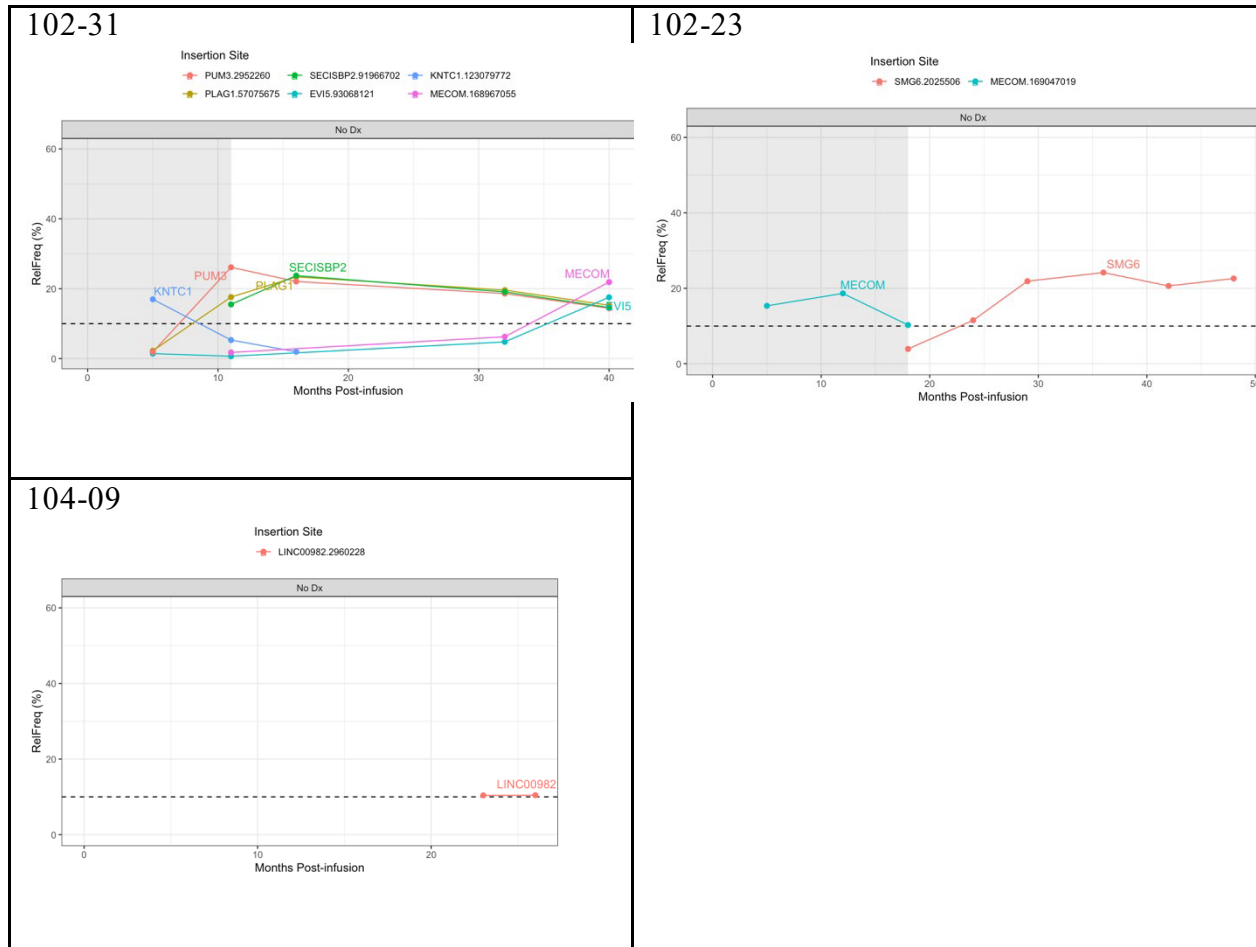 102-31
Insertion Site
PUM3.2952260 SECISBP2.91966702 KNTC1.123079772
PLAG1.57075675 EVI5.93068121 MECOM.168967055
No Dx
60
40
20
0
RelFreq (%)
KNTC1
PUM3
PLAG1
SECISBP2
MECOM
EVI5
0 10 20 30 40
Months Post-infusion
102-23
Insertion Site
SMG6.2025506 MECOM.169047019
No Dx
60
40
20
0
RelFreq (%)
MECOM
SMG6
0 10 20 30 40 50
Months Post-infusion
104-09
Insertion Site
LINC00982.2960228
No Dx
60
40
20
0
RelFreq (%)
LINC00982
0 10 20
Months Post-infusion